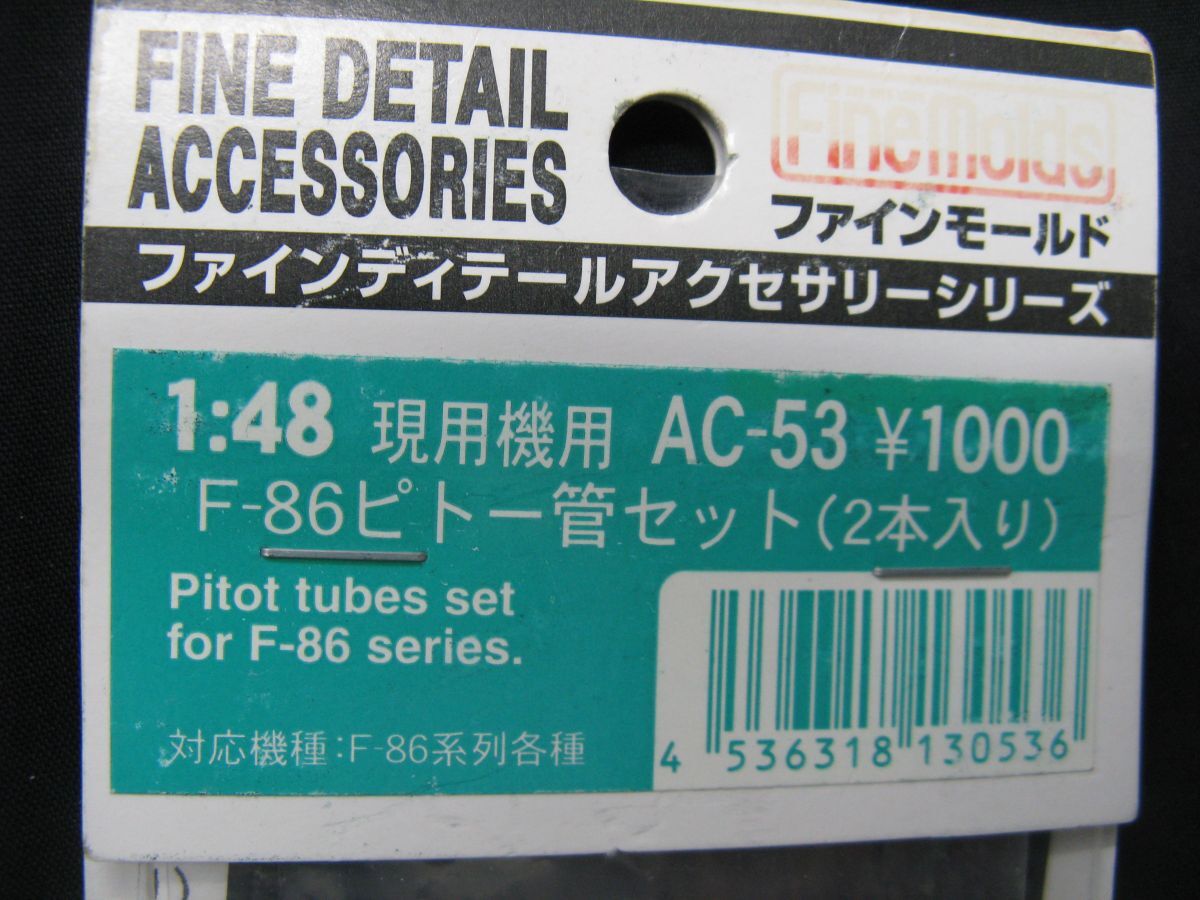 FINE DETAIL
ACCESSORIES
FineMolds
ファインモールド
ファインディテールアクセサリーシリーズ
1:48 現用機用 AC-53 ¥1000
F-86ピトー管セット(2本入り)
Pitot tubes set
for F-86 series.
対応機種:F-86系列各種
4 536318 130536